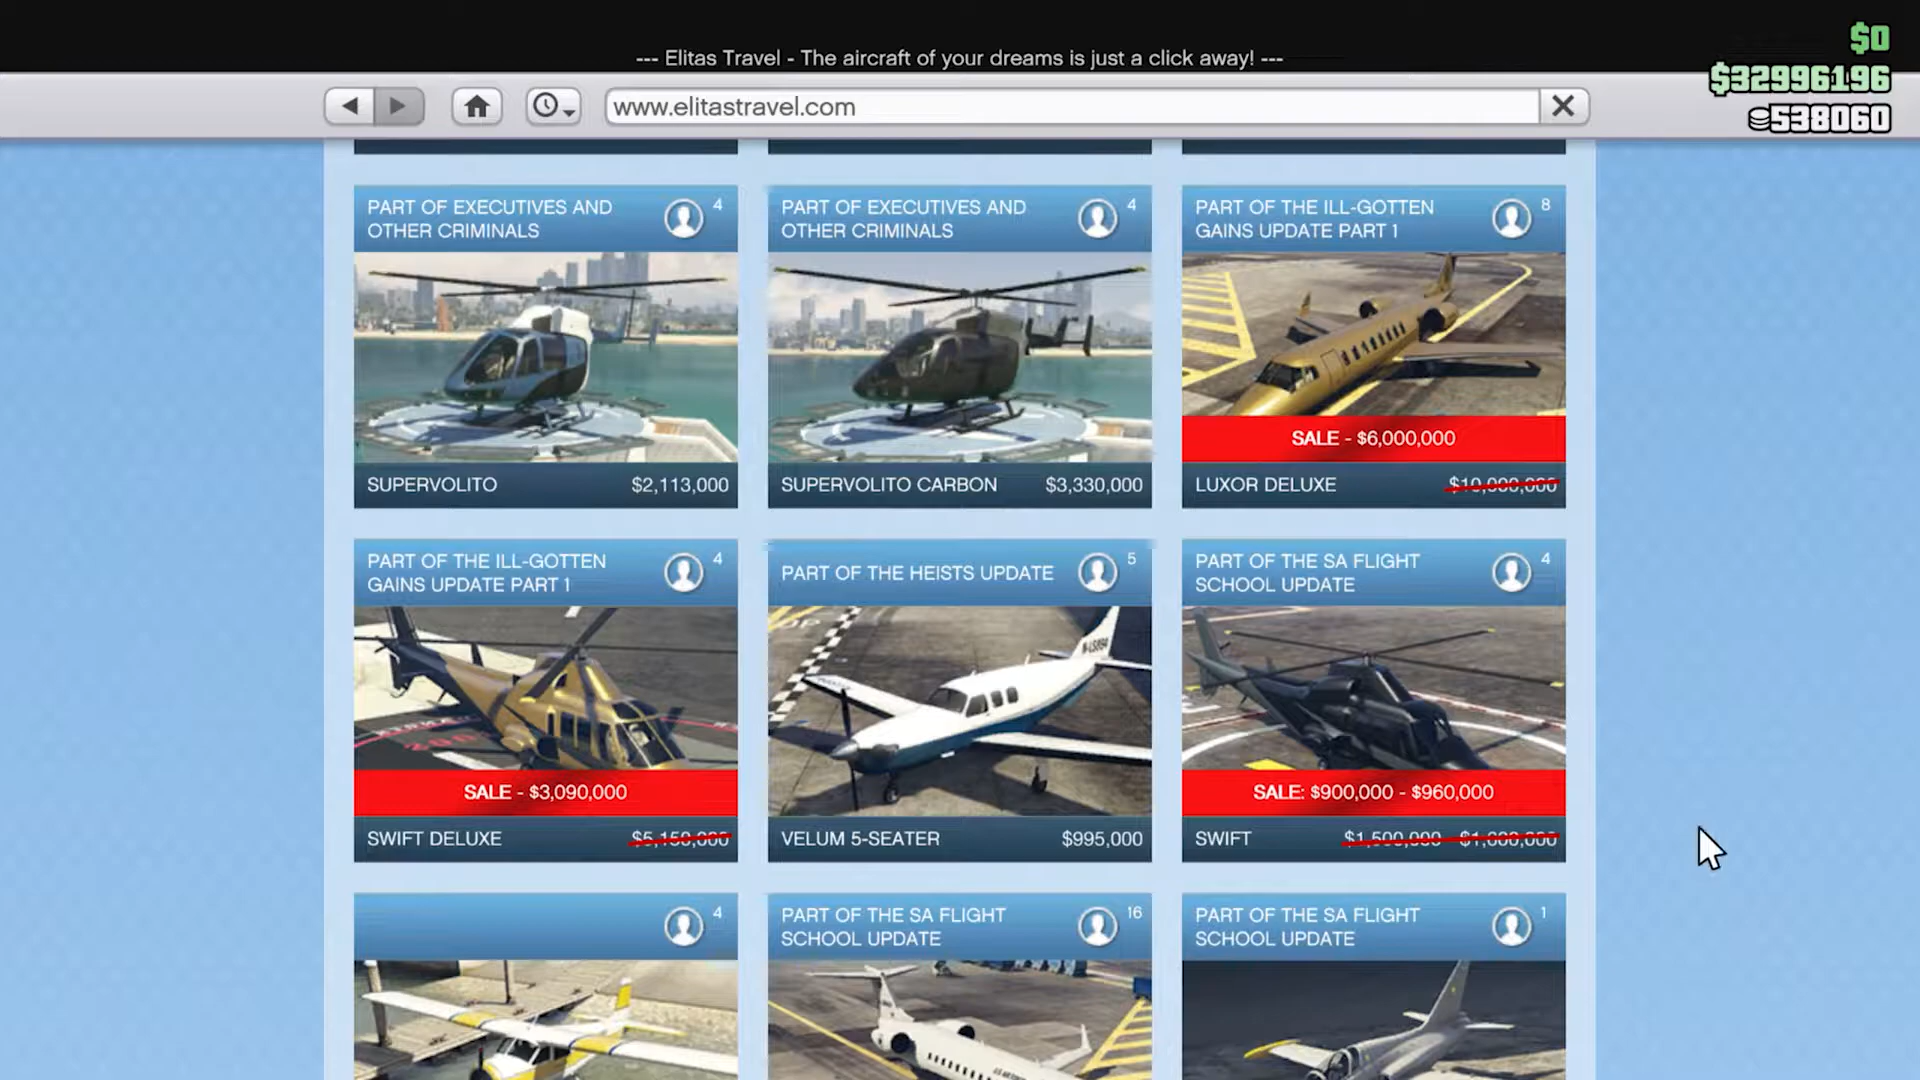 $0
--- Elitas Travel - The aircraft of your dreams is just a click away! ---
$32996196
www.elitastravel.com
538060
PART OF EXECUTIVES AND
OTHER CRIMINALS
4
PART OF EXECUTIVES AND
OTHER CRIMINALS
4
PART OF THE ILL-GOTTEN
GAINS UPDATE PART 1
8
SALE - $6,000,000
SUPERVOLITO $2,113,000
SUPERVOLITO CARBON $3,330,000
LUXOR DELUXE $10,000,000
PART OF THE ILL-GOTTEN
GAINS UPDATE PART 1
4
PART OF THE HEISTS UPDATE
5
PART OF THE SA FLIGHT
SCHOOL UPDATE
4
SALE - $3,090,000
SALE: $900,000 - $960,000
SWIFT DELUXE $5,150,000
VELUM 5-SEATER $995,000
SWIFT $1,500,000 - $1,600,000
4
PART OF THE SA FLIGHT
SCHOOL UPDATE
16
PART OF THE SA FLIGHT
SCHOOL UPDATE
1